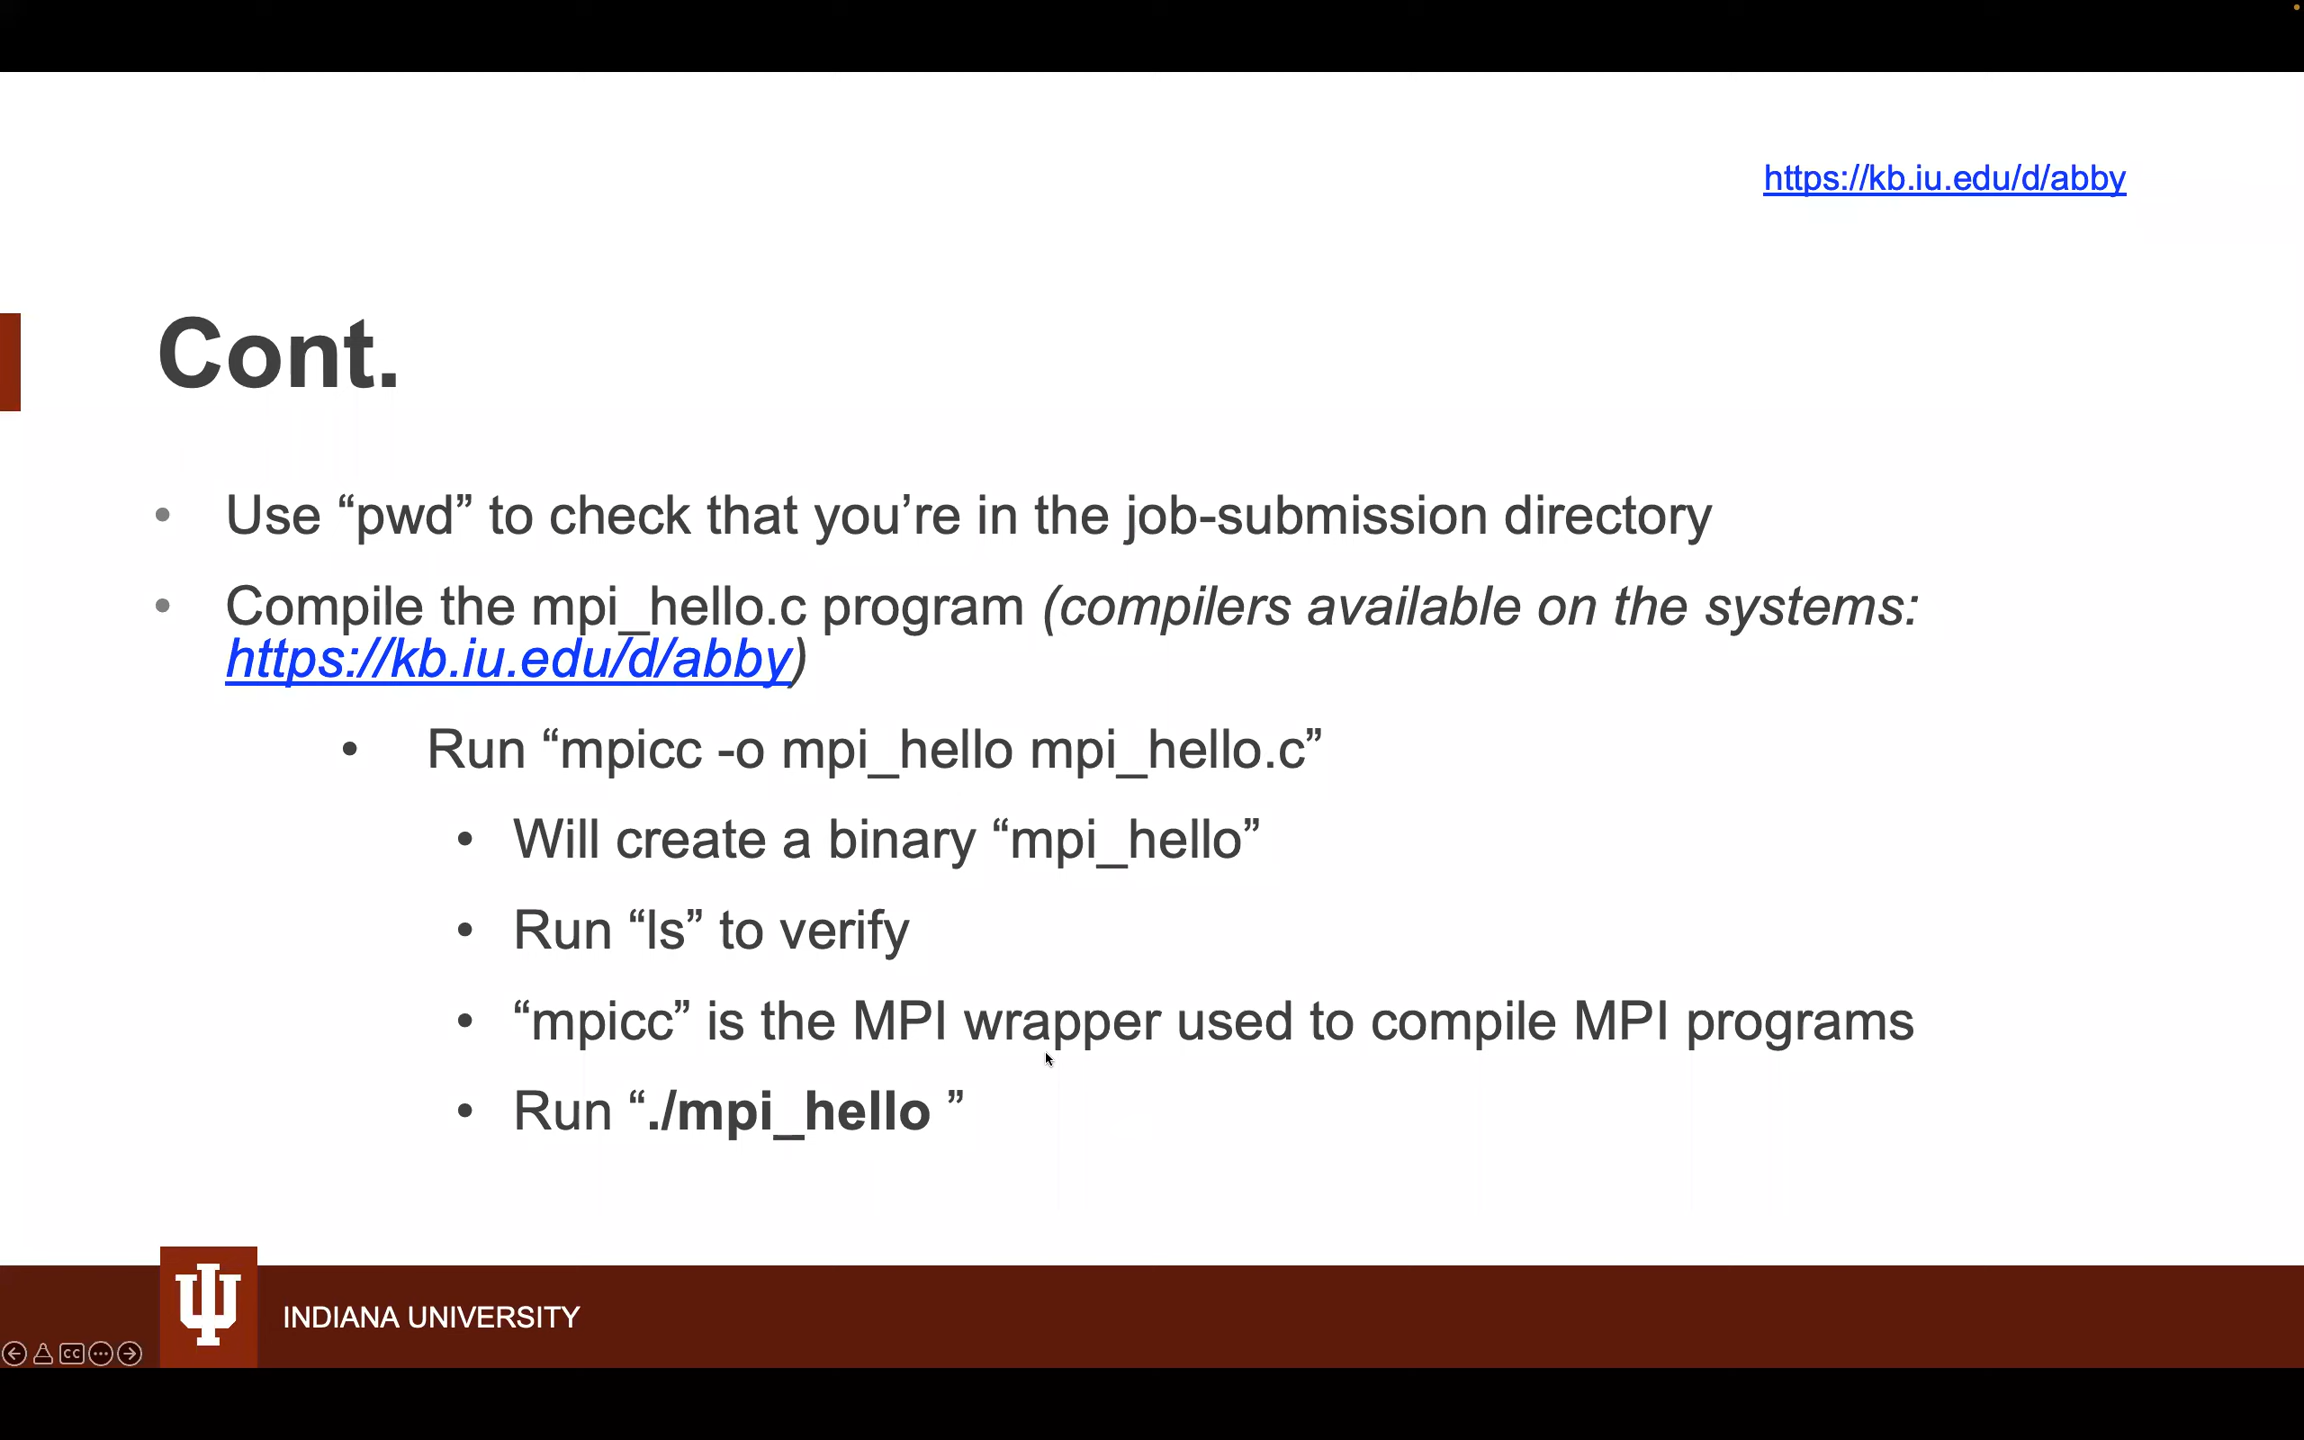 https://kb.iu.edu/d/abby
Cont.
• Use “pwd” to check that you’re in the job-submission directory
• Compile the mpi_hello.c program (compilers available on the systems:
https://kb.iu.edu/d/abby)
• Run “mpicc -o mpi_hello mpi_hello.c”
• Will create a binary “mpi_hello”
• Run “ls” to verify
• “mpicc” is the MPI wrapper used to compile MPI programs
• Run “./mpi_hello ”
INDIANA UNIVERSITY
CC